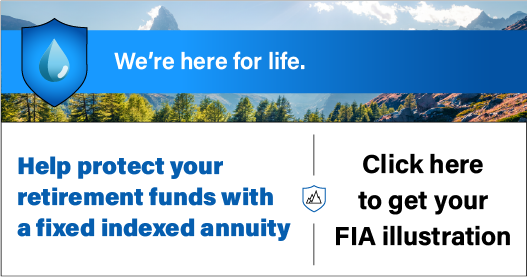 We're here for life.
Help protect your
retirement funds with
a fixed indexed annuity
Click here
to get your
FIA illustration